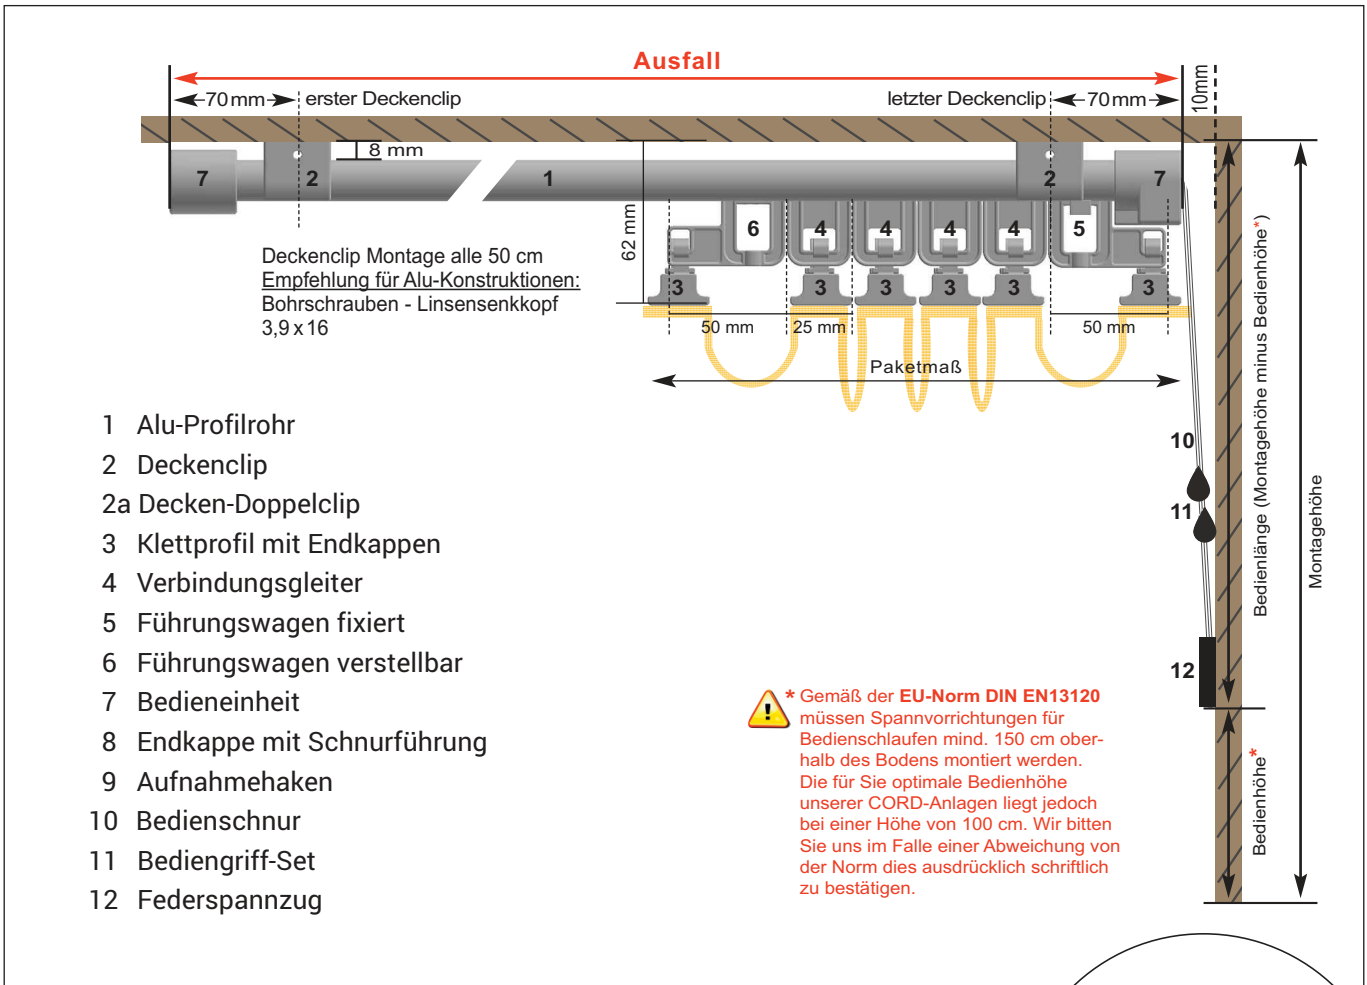 Ausfall
70 mm
erster Deckenclip
letzter Deckenclip
70 mm
10mm
8 mm
7
2
1
2
7
62 mm
6
4
4
4
4
5
3
3
3
3
3
3
50 mm
25 mm
50 mm
Paketmaß
Deckenclip Montage alle 50 cm
Empfehlung für Alu-Konstruktionen:
Bohrschrauben - Linsensenkkopf
3,9 x 16
1 Alu-Profilrohr
2 Deckenclip
2a Decken-Doppelclip
3 Klettprofil mit Endkappen
4 Verbindungsgleiter
5 Führungswagen fixiert
6 Führungswagen verstellbar
7 Bedieneinheit
8 Endkappe mit Schnurführung
9 Aufnahmehaken
10 Bedienschnur
11 Bediengriff-Set
12 Federspannzug
10
11
12
Bedienlänge (Montagehöhe minus Bedienhöhe*)
Montagehöhe
Bedienhöhe*
! * Gemäß der EU-Norm DIN EN13120
müssen Spannvorrichtungen für
Bedienschlaufen mind. 150 cm ober-
halb des Bodens montiert werden.
Die für Sie optimale Bedienhöhe
unserer CORD-Anlagen liegt jedoch
bei einer Höhe von 100 cm. Wir bitten
Sie uns im Falle einer Abweichung von
der Norm dies ausdrücklich schriftlich
zu bestätigen.